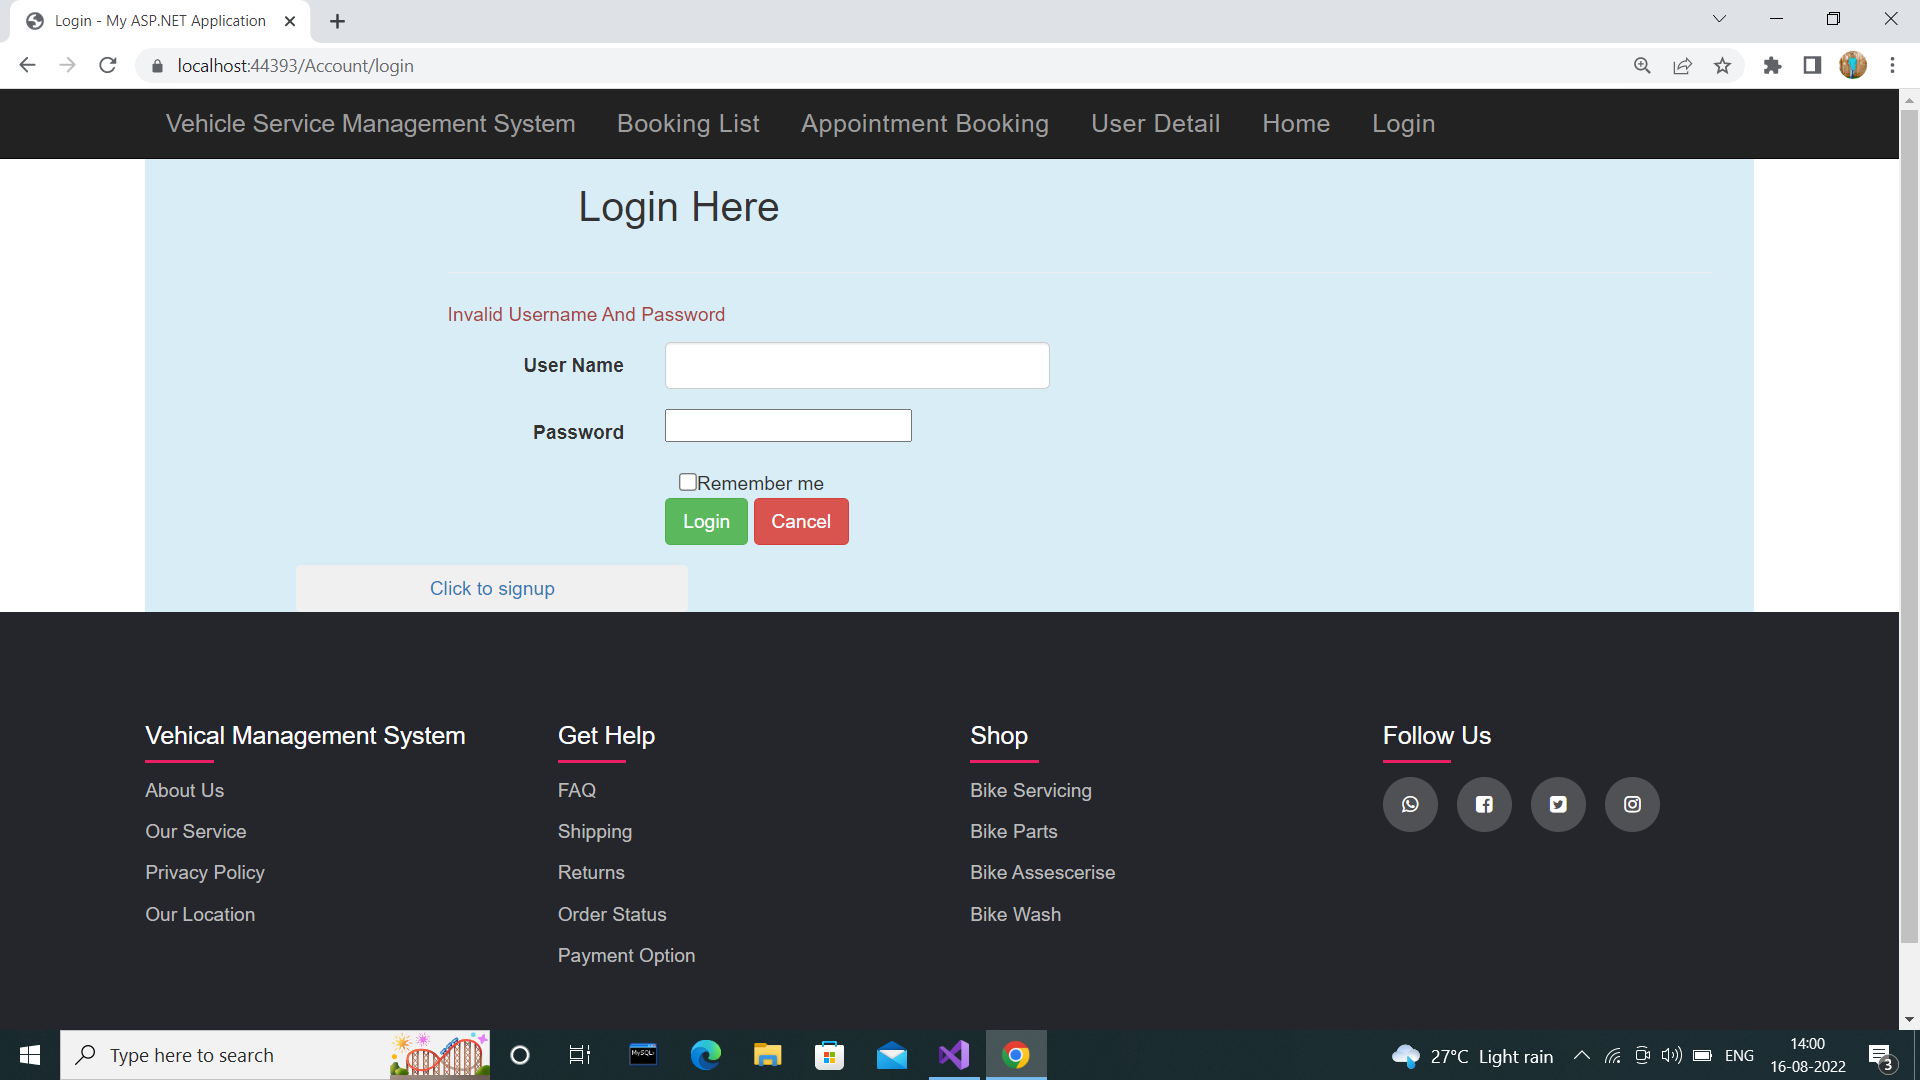 Login - My ASP.NET Application
localhost:44393/Account/login
Vehicle Service Management System Booking List Appointment Booking User Detail Home Login
Login Here
Invalid Username And Password
User Name
Password
Remember me
Login Cancel
Click to signup
Vehical Management System
About Us
Our Service
Privacy Policy
Our Location
Get Help
FAQ
Shipping
Returns
Order Status
Payment Option
Shop
Bike Servicing
Bike Parts
Bike Assescerise
Bike Wash
Follow Us
Type here to search
MySQL
27°C Light rain
ENG
14:00
16-08-2022
3